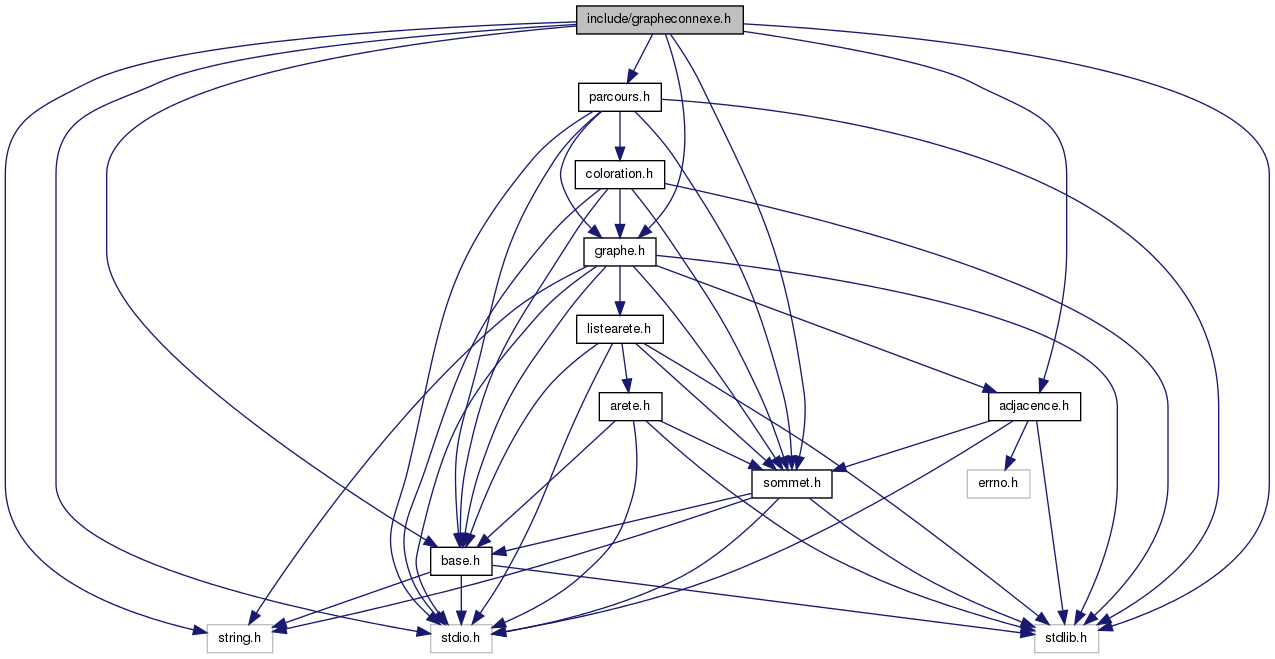 include/grapheconnexe.h
parcours.h
coloration.h
graphe.h
listearete.h
arete.h
adjacence.h
sommet.h
errno.h
base.h
string.h
stdio.h
stdlib.h